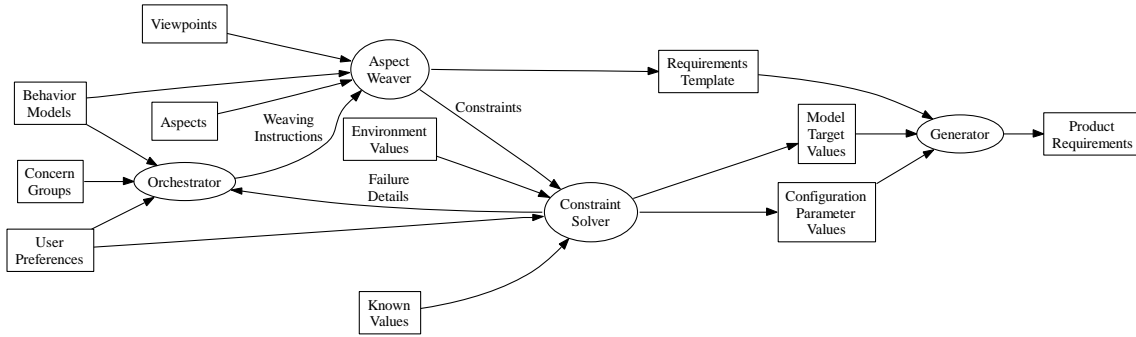 Viewpoints
Aspect
Weaver
Requirements
Template
Behavior
Models
Aspects
Weaving
Instructions
Constraints
Environment
Values
Model
Target
Values
Generator
Product
Requirements
Concern
Groups
Orchestrator
Failure
Details
Constraint
Solver
Configuration
Parameter
Values
User
Preferences
Known
Values